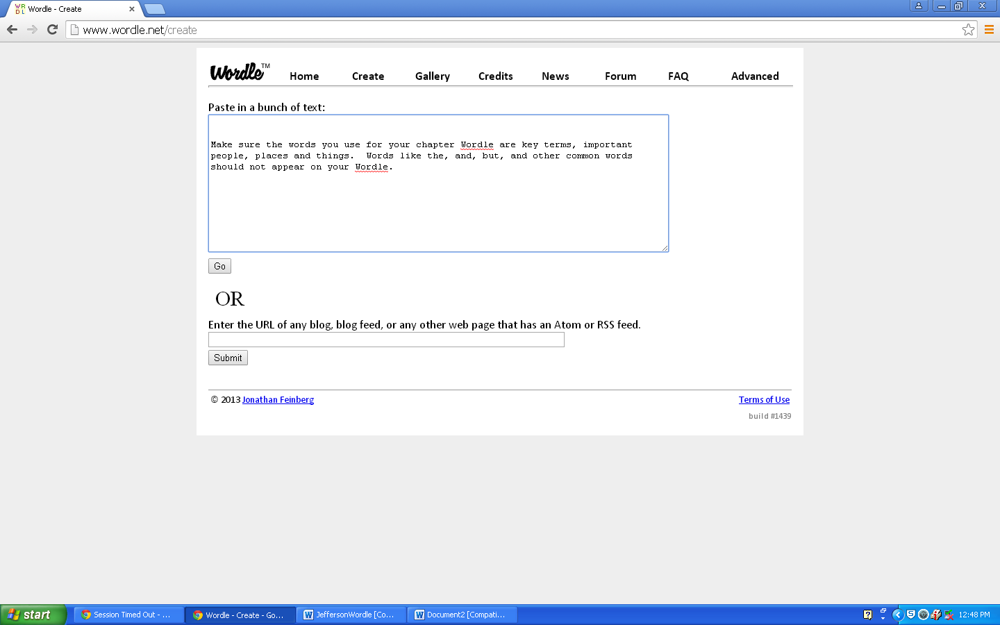 Wordle - Create
www.wordle.net/create
Wordle™
Home Create Gallery Credits News Forum FAQ Advanced
Paste in a bunch of text:
Make sure the words you use for your chapter Wordle are key terms, important
people, places and things.  Words like the, and, but, and other common words
should not appear on your Wordle.
Go
OR
Enter the URL of any blog, blog feed, or any other web page that has an Atom or RSS feed.
Submit
© 2013 Jonathan Feinberg Terms of Use
build #1439
start Session Timed Out - ... Wordle - Create - Go... JeffersonWordle [Co... Document2 [Compati... 12:48 PM